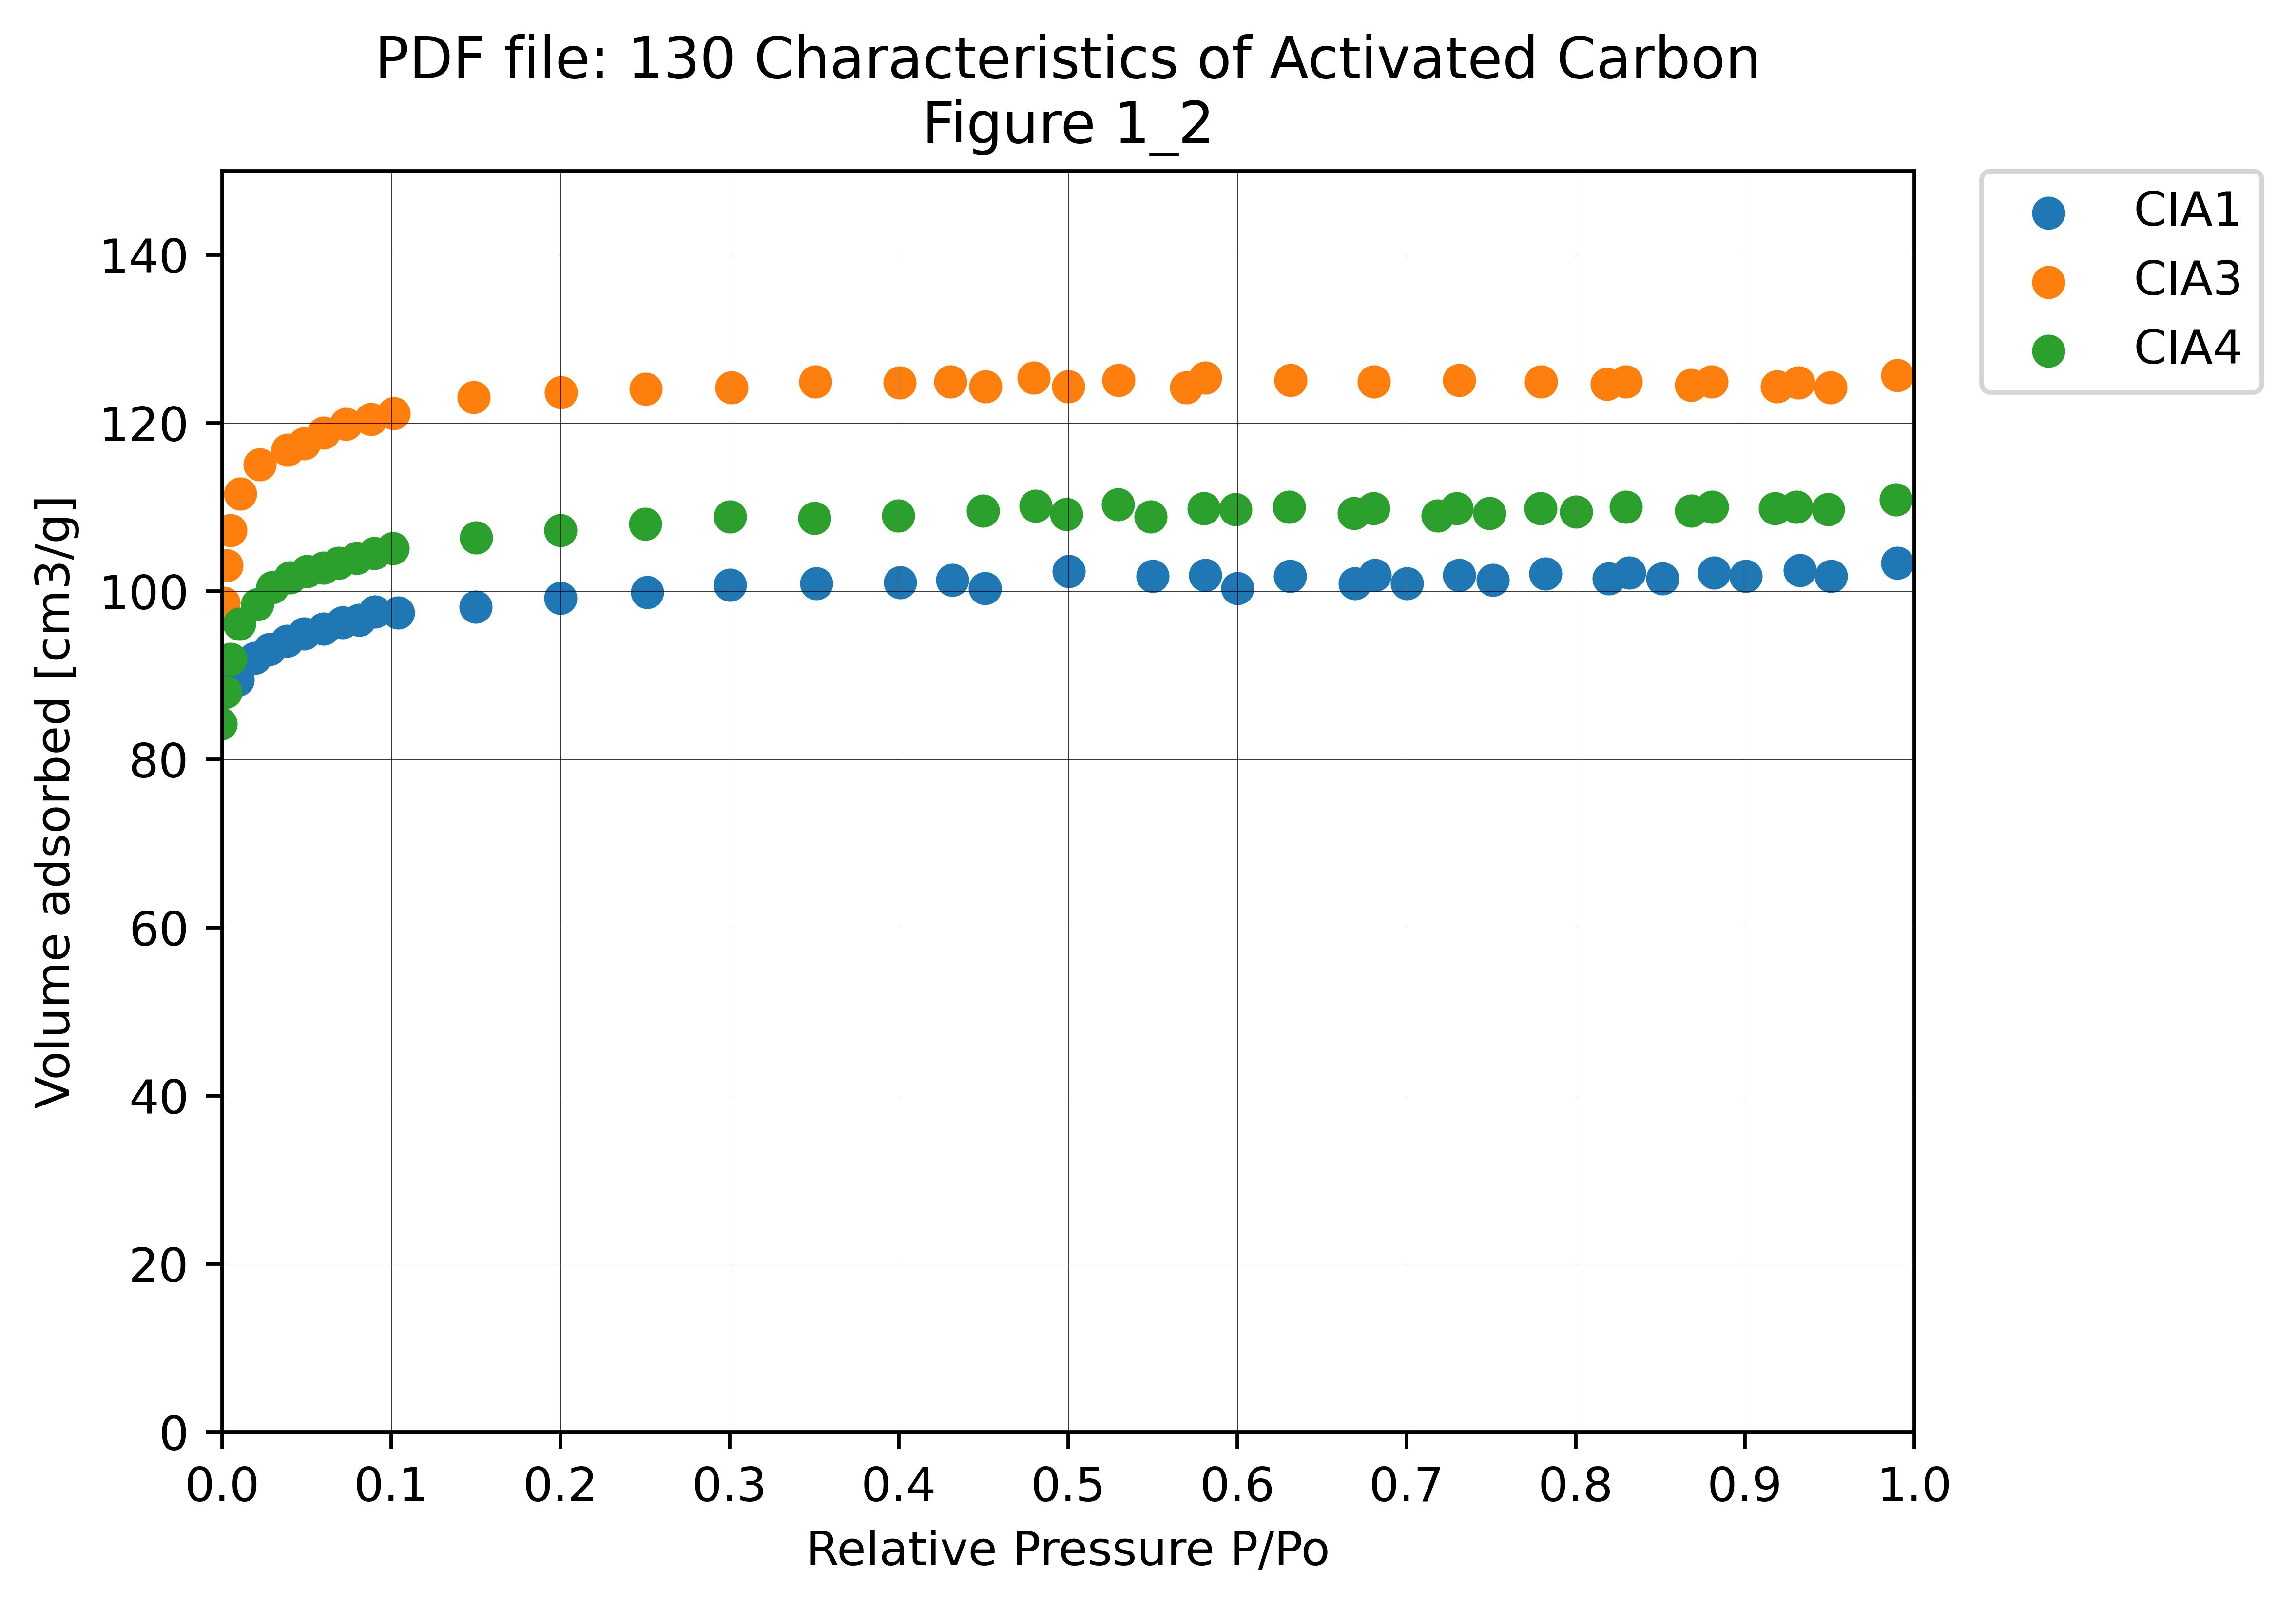 PDF file: 130 Characteristics of Activated Carbon
Figure 1_2
CIA1
CIA3
CIA4
Volume adsorbed [cm3/g]
140
120
100
80
60
40
20
0
0.0 0.1 0.2 0.3 0.4 0.5 0.6 0.7 0.8 0.9 1.0
Relative Pressure P/Po